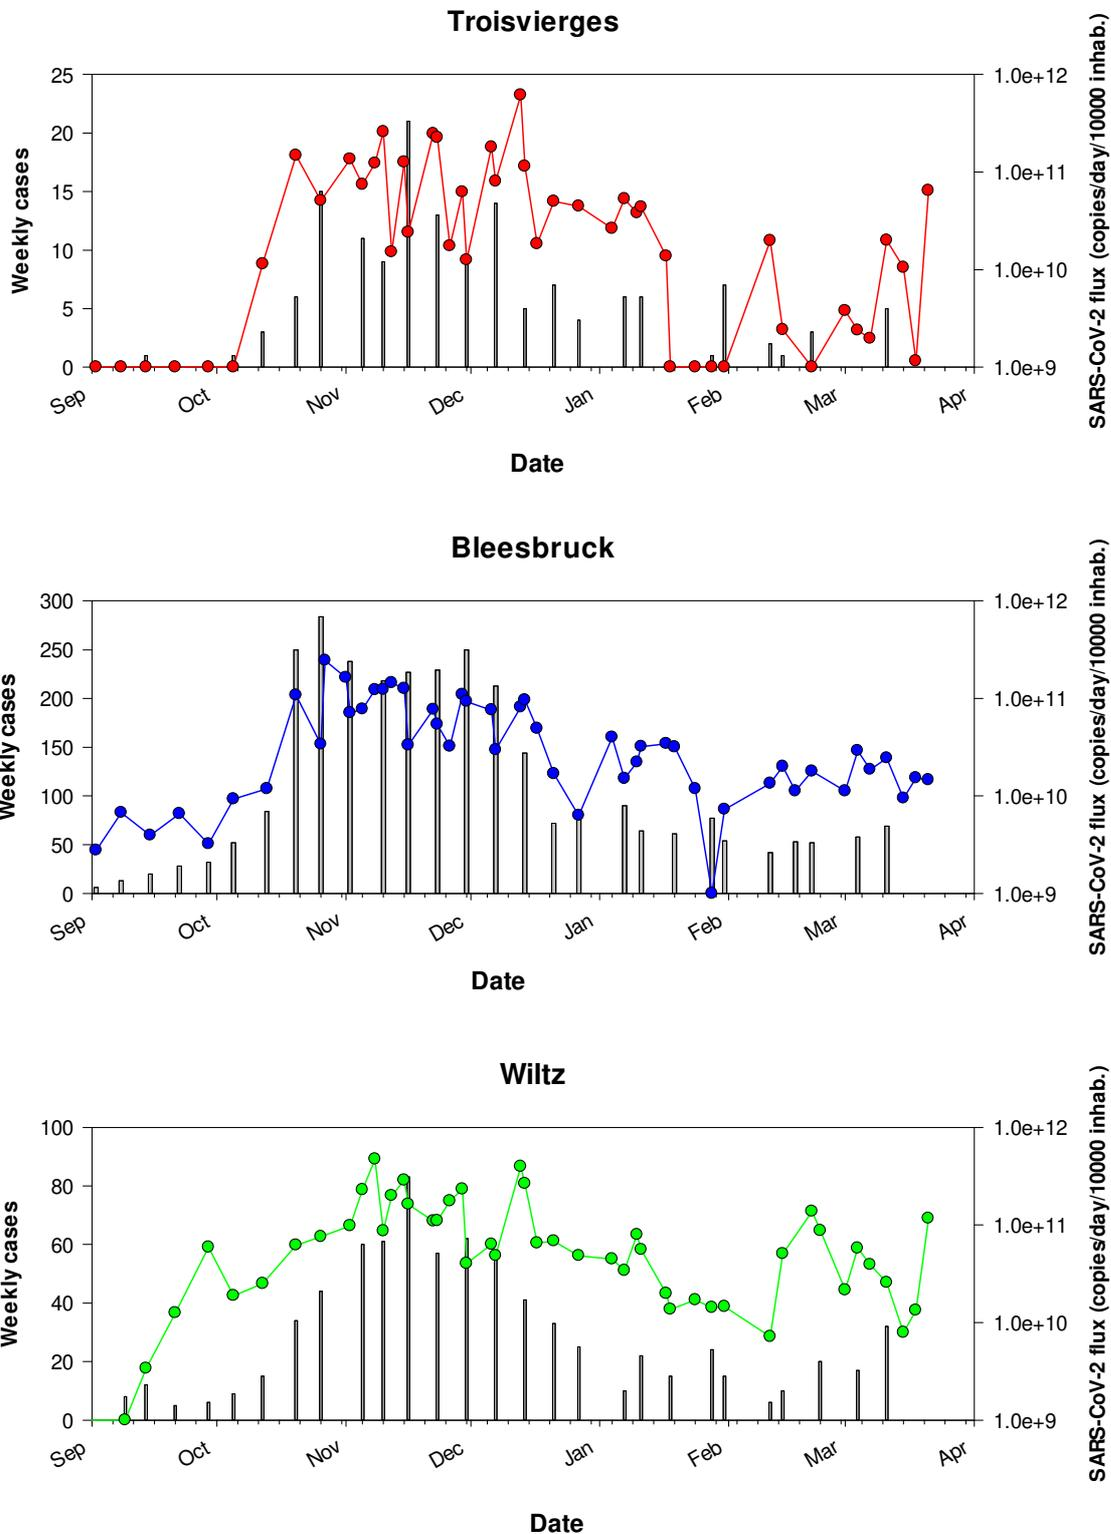 Troisvierges
25
20
15
10
5
0
Weekly cases
1.0e+12
1.0e+11
1.0e+10
1.0e+9
SARS-CoV-2 flux (copies/day/10000 inhab.)
Sep Oct Nov Dec Jan Feb Mar Apr
Date
Bleesbruck
300
250
200
150
100
50
0
Weekly cases
1.0e+12
1.0e+11
1.0e+10
1.0e+9
SARS-CoV-2 flux (copies/day/10000 inhab.)
Sep Oct Nov Dec Jan Feb Mar Apr
Date
Wiltz
100
80
60
40
20
0
Weekly cases
1.0e+12
1.0e+11
1.0e+10
1.0e+9
SARS-CoV-2 flux (copies/day/10000 inhab.)
Sep Oct Nov Dec Jan Feb Mar Apr
Date